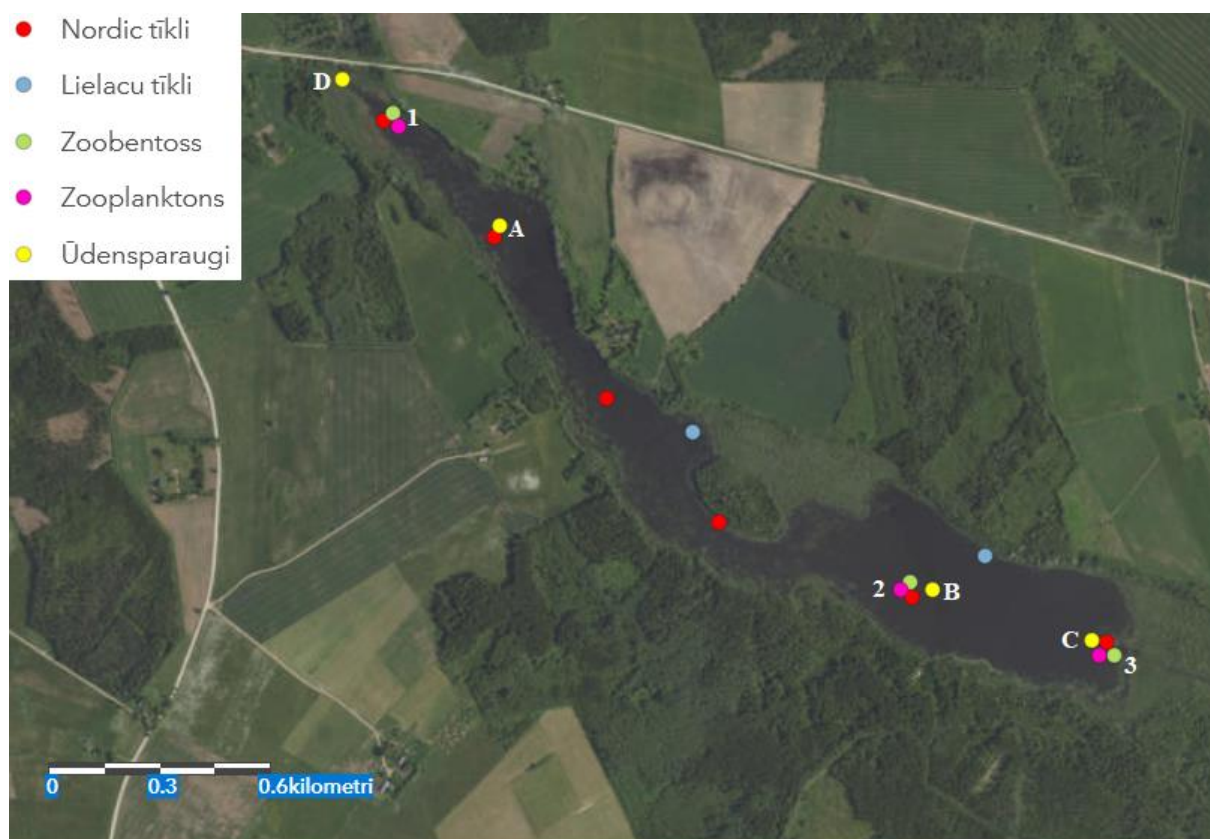 Nordic tīkli
Lielacu tīkli
Zoobentoss
Zooplanktons
Ūdensparaugi
D
1
A
2
B
C
3
0 0.3 0.6kilometri